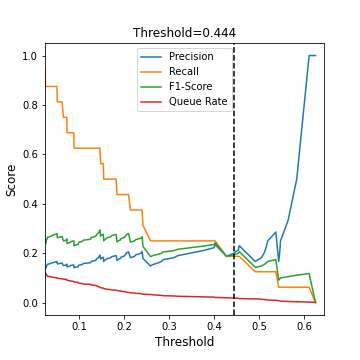 Threshold=0.444
Precision
Recall
F1-Score
Queue Rate
1.0
0.8
0.6
0.4
0.2
0.0
Score
0.1 0.2 0.3 0.4 0.5 0.6
Threshold